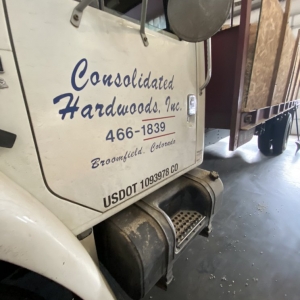 Consolidated
Hardwoods, Inc.
466-1839
Broomfield, Colorado
USDOT 1093978 CO